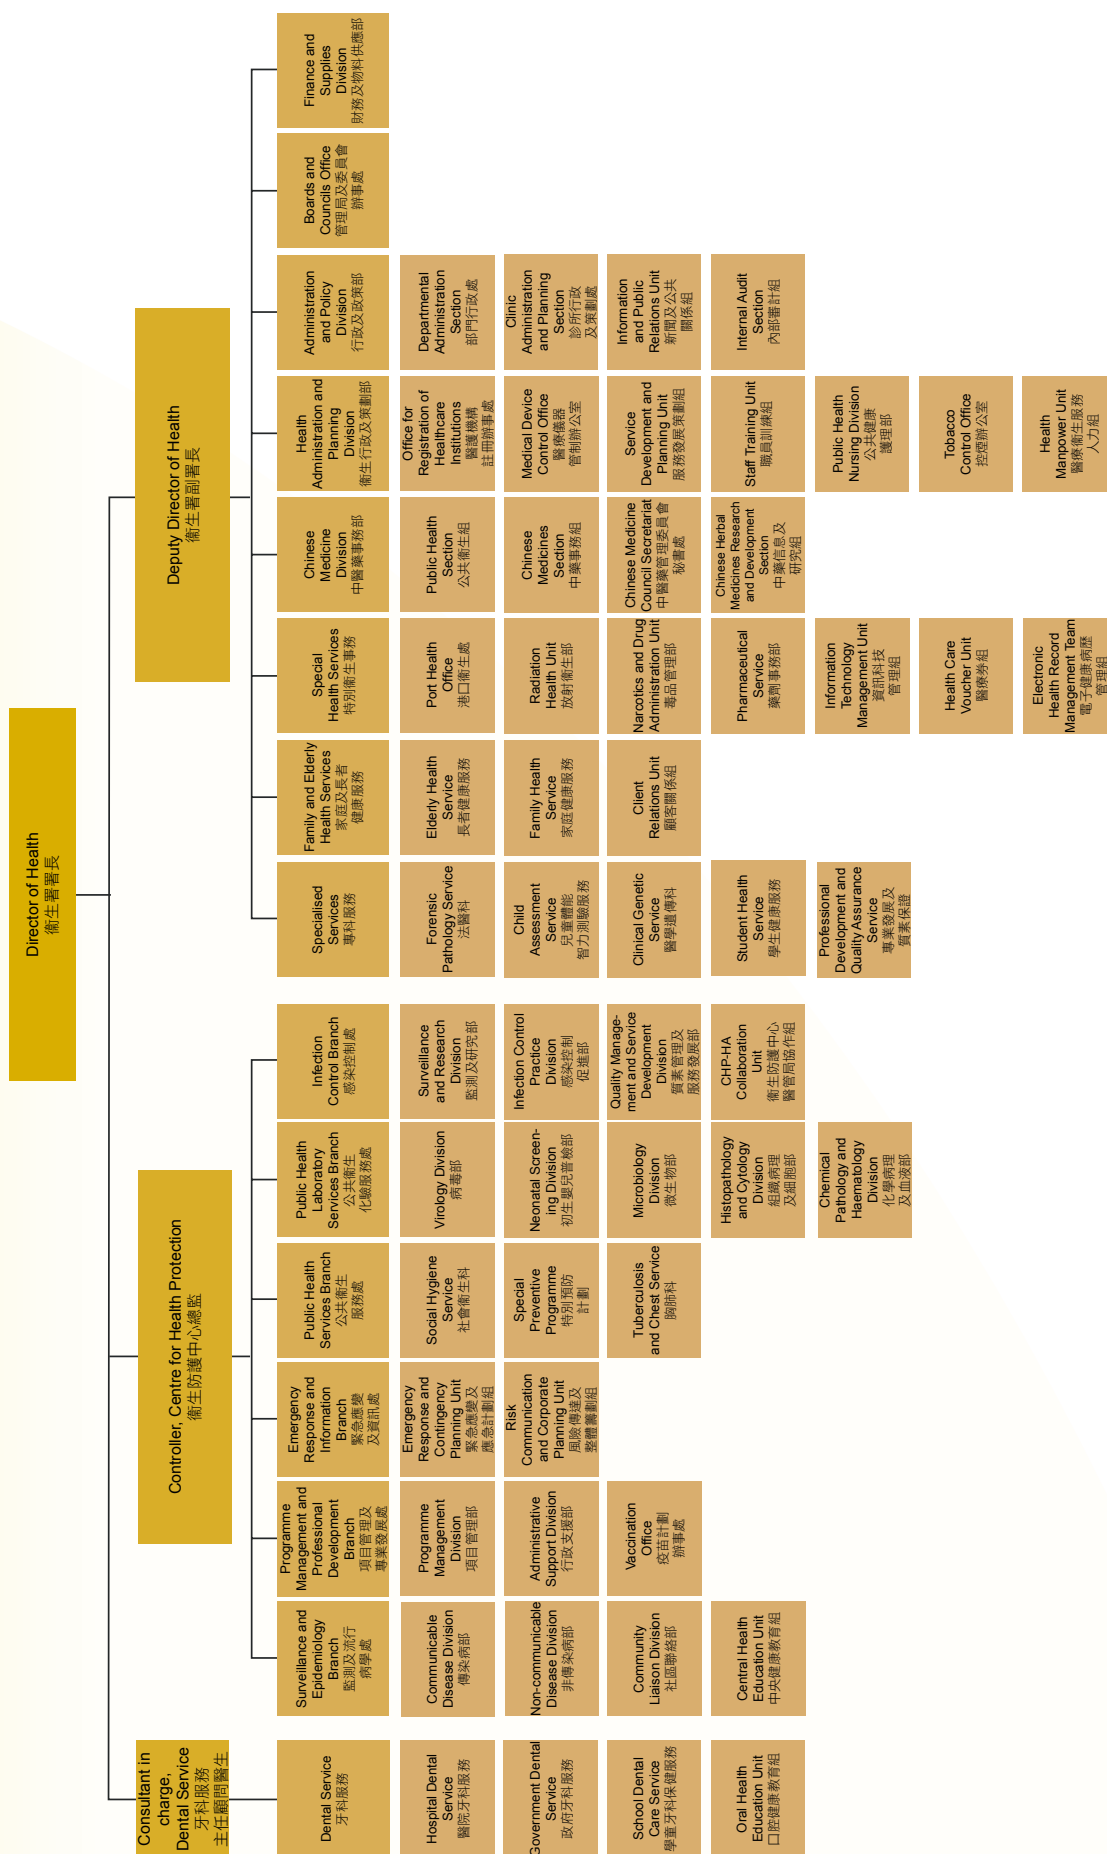 Director of Health
衞生署署長
Consultant in
charge,
Dental Service
牙科服務
主任顧問醫生
Controller, Centre for Health Protection
衞生防護中心總監
Deputy Director of Health
衞生署副署長
Dental Service
牙科服務
Hospital Dental
Service
醫院牙科服務
Government Dental
Service
政府牙科服務
School Dental
Care Service
學童牙科保健服務
Oral Health
Education Unit
口腔健康教育組
Surveillance and
Epidemiology
Branch
監測及流行
病學處
Communicable
Disease Division
傳染病部
Non-communicable
Disease Division
非傳染病部
Community
Liaison Division
社區聯絡部
Central Health
Education Unit
中央健康教育組
Programme
Management and
Professional
Development
Branch
項目管理及
專業發展處
Programme
Management
Division
項目管理部
Administrative
Support Division
行政支援部
Vaccination
Office
疫苗計劃
辦事處
Emergency
Response and
Information
Branch
緊急應變
及資訊處
Emergency
Response and
Contingency
Planning Unit
緊急應變及
應急計劃組
Risk
Communication
and Corporate
Planning Unit
風險傳達及
整體籌劃組
Public Health
Services Branch
公共衞生
服務處
Social Hygiene
Service
社會衞生科
Special
Preventive
Programme
特別預防
計劃
Tuberculosis
and Chest Service
胸肺科
Public Health
Laboratory
Services Branch
公共衞生
化驗服務處
Virology Division
病毒部
Neonatal Screen-
ing Division
初生嬰兒普檢部
Microbiology
Division
微生物部
Histopathology
and Cytology
Division
組織病理
及細胞部
Chemical
Pathology and
Haematology
Division
化學病理
及血液部
Infection
Control Branch
感染控制處
Surveillance
and Research
Division
監測及研究部
Infection Control
Practice
Division
感染控制
促進部
Quality Manage-
ment and Service
Development
Division
質素管理及
服務發展部
CHP-HA
Collaboration
Unit
衞生防護中心
醫管局協作組
Specialised
Services
專科服務
Forensic
Pathology Service
法醫科
Child
Assessment
Service
兒童體能
智力測驗服務
Clinical Genetic
Service
醫學遺傳科
Student Health
Service
學生健康服務
Professional
Development and
Quality Assurance
Service
專業發展及
質素保證
Family and Elderly
Health Services
家庭及長者
健康服務
Elderly Health
Service
長者健康服務
Family Health
Service
家庭健康服務
Client
Relations Unit
顧客關係組
Special
Health Services
特別衞生事務
Port Health
Office
港口衞生處
Radiation
Health Unit
放射衞生部
Narcotics and Drug
Administration Unit
毒品管理部
Pharmaceutical
Service
藥劑事務部
Information
Technology
Management Unit
資訊科技
管理組
Health Care
Voucher Unit
醫療券組
Electronic
Health Record
Management Team
電子健康病歷
管理組
Chinese
Medicine
Division
中醫藥事務部
Public Health
Section
公共衞生組
Chinese
Medicines
Section
中藥事務組
Chinese Medicine
Council Secretariat
中醫藥管理委員會
秘書處
Chinese Herbal
Medicines Research
and Development
Section
中藥信息及
研究組
Health
Administration and
Planning
Division
衞生行政及策劃部
Office for
Registration of
Healthcare
Institutions
醫護機構
註冊辦事處
Medical Device
Control Office
醫療儀器
管制辦公室
Service
Development and
Planning Unit
服務發展策劃組
Staff Training Unit
職員訓練組
Public Health
Nursing Division
公共健康
護理部
Tobacco
Control Office
控煙辦公室
Health
Manpower Unit
醫療衞生服務
人力組
Administration
and Policy
Division
行政及政策部
Departmental
Administration
Section
部門行政處
Clinic
Administration
and Planning
Section
診所行政
及策劃處
Information
and Public
Relations Unit
新聞及公共
關係組
Internal Audit
Section
內部審計組
Boards and
Councils Office
管理局及委員會
辦事處
Finance and
Supplies
Division
財務及物料供應部